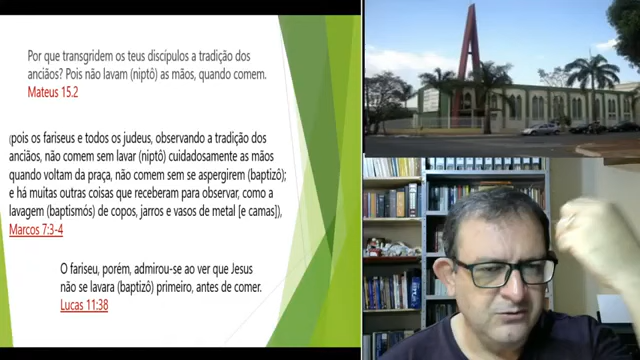 Por que transgridem os teus discípulos a tradição dos
anciãos? Pois não lavam (niptô) as mãos, quando comem.
Mateus 15.2
(pois os fariseus e todos os judeus, observando a tradição dos
anciãos, não comem sem lavar (niptô) cuidadosamente as mãos
quando voltam da praça, não comem sem se aspergirem (baptizô);
e há muitas outras coisas que receberam para observar, como a
lavagem (baptismós) de copos, jarros e vasos de metal [e camas]),
Marcos 7:3-4
O fariseu, porém, admirou-se ao ver que Jesus
não se lavara (baptizô) primeiro, antes de comer.
Lucas 11:38